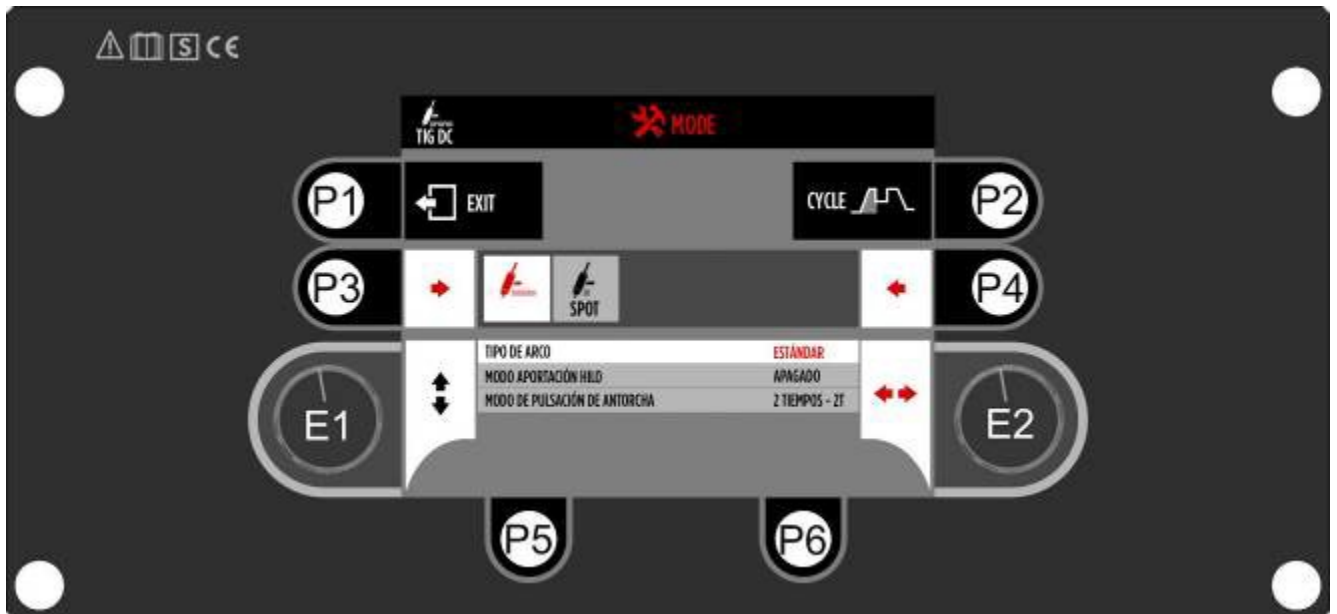 S CE
TIG DC
MODE
P1
EXIT
CYCLE
P2
P3
SPOT
P4
E1
TIPO DE ARCO ESTÁNDAR
MODO APORTACIÓN HILO APAGADO
MODO DE PULSACIÓN DE ANTORCHA 2 TIEMPOS - 2T
E2
P5
P6